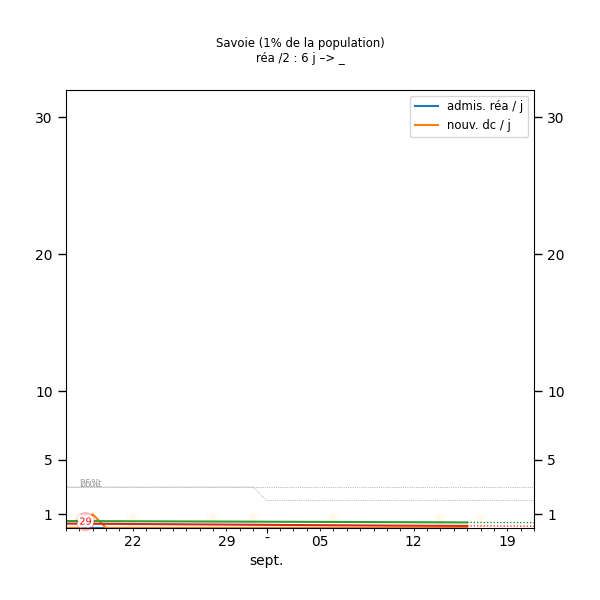 Savoie (1% de la population)
réa /2 : 6 j –> _
admis. réa / j
nouv. dc / j
30 30
20 20
10 10
5 5
1 1
29
22 29 - 05 12 19
sept.